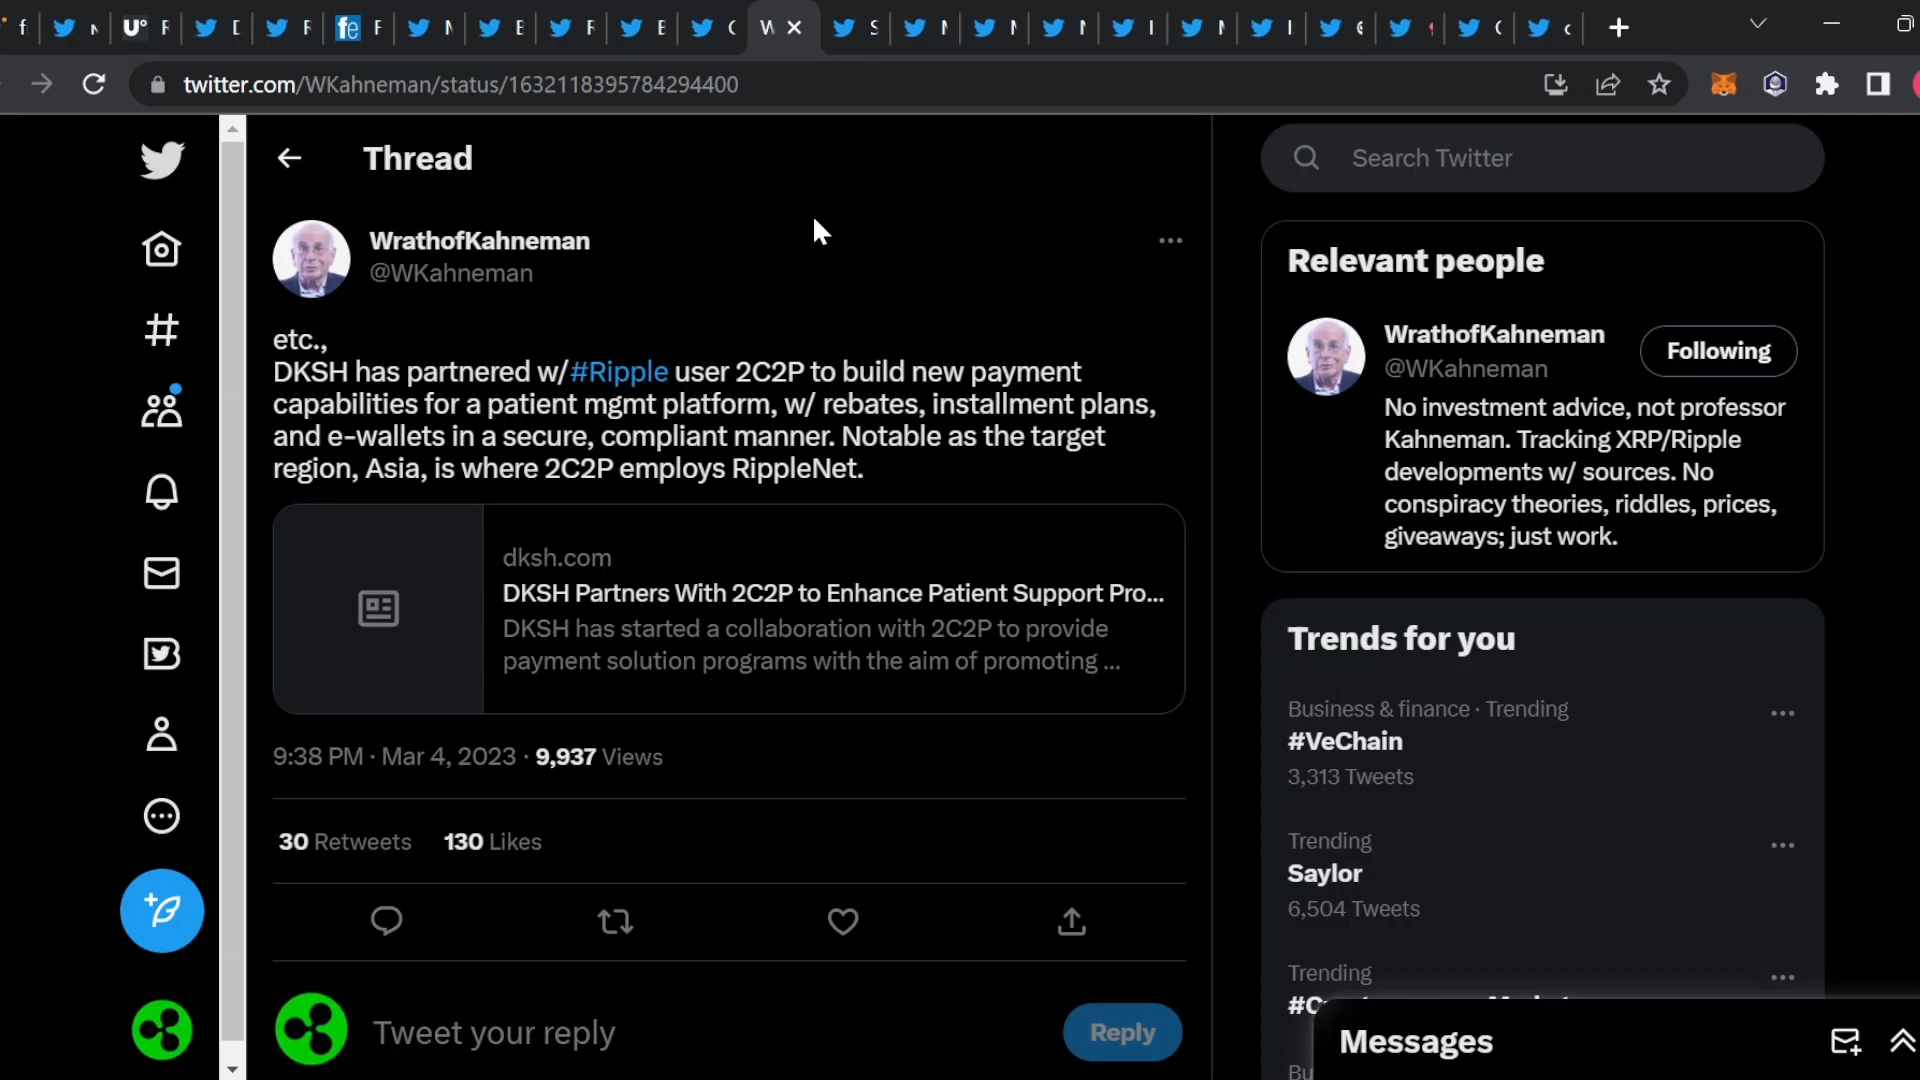 twitter.com/WKahneman/status/1632118395784294400
Thread
Search Twitter
WrathofKahneman
@WKahneman
etc.,
DKSH has partnered w/#Ripple user 2C2P to build new payment
capabilities for a patient mgmt platform, w/ rebates, installment plans,
and e-wallets in a secure, compliant manner. Notable as the target
region, Asia, is where 2C2P employs RippleNet.
dksh.com
DKSH Partners With 2C2P to Enhance Patient Support Pro...
DKSH has started a collaboration with 2C2P to provide
payment solution programs with the aim of promoting ...
9:38 PM · Mar 4, 2023 · 9,937 Views
30 Retweets 130 Likes
Tweet your reply
Reply
Relevant people
WrathofKahneman
@WKahneman
Following
No investment advice, not professor
Kahneman. Tracking XRP/Ripple
developments w/ sources. No
conspiracy theories, riddles, prices,
giveaways; just work.
Trends for you
Business & finance · Trending
#VeChain
3,313 Tweets
Trending
Saylor
6,504 Tweets
Trending
Messages